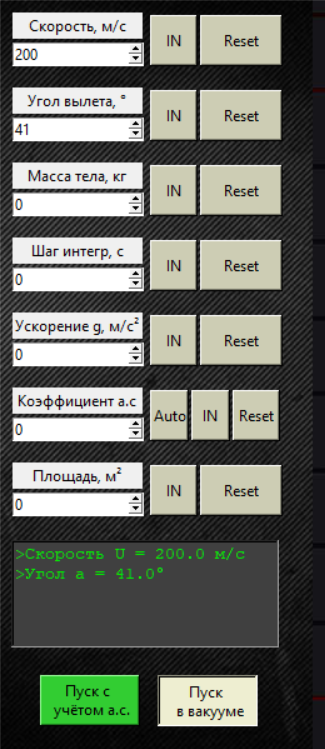 Скорость, м/с
IN
Reset
200
Угол вылета, °
IN
Reset
41
Масса тела, кг
IN
Reset
0
Шаг интегр, с
IN
Reset
0
Ускорение g, м/с²
IN
Reset
0
Коэффициент а.с
Auto
IN
Reset
0
Площадь, м²
IN
Reset
0
>Скорость U = 200.0 м/с
>Угол a = 41.0°
Пуск с
учётом а.с.
Пуск
в вакууме